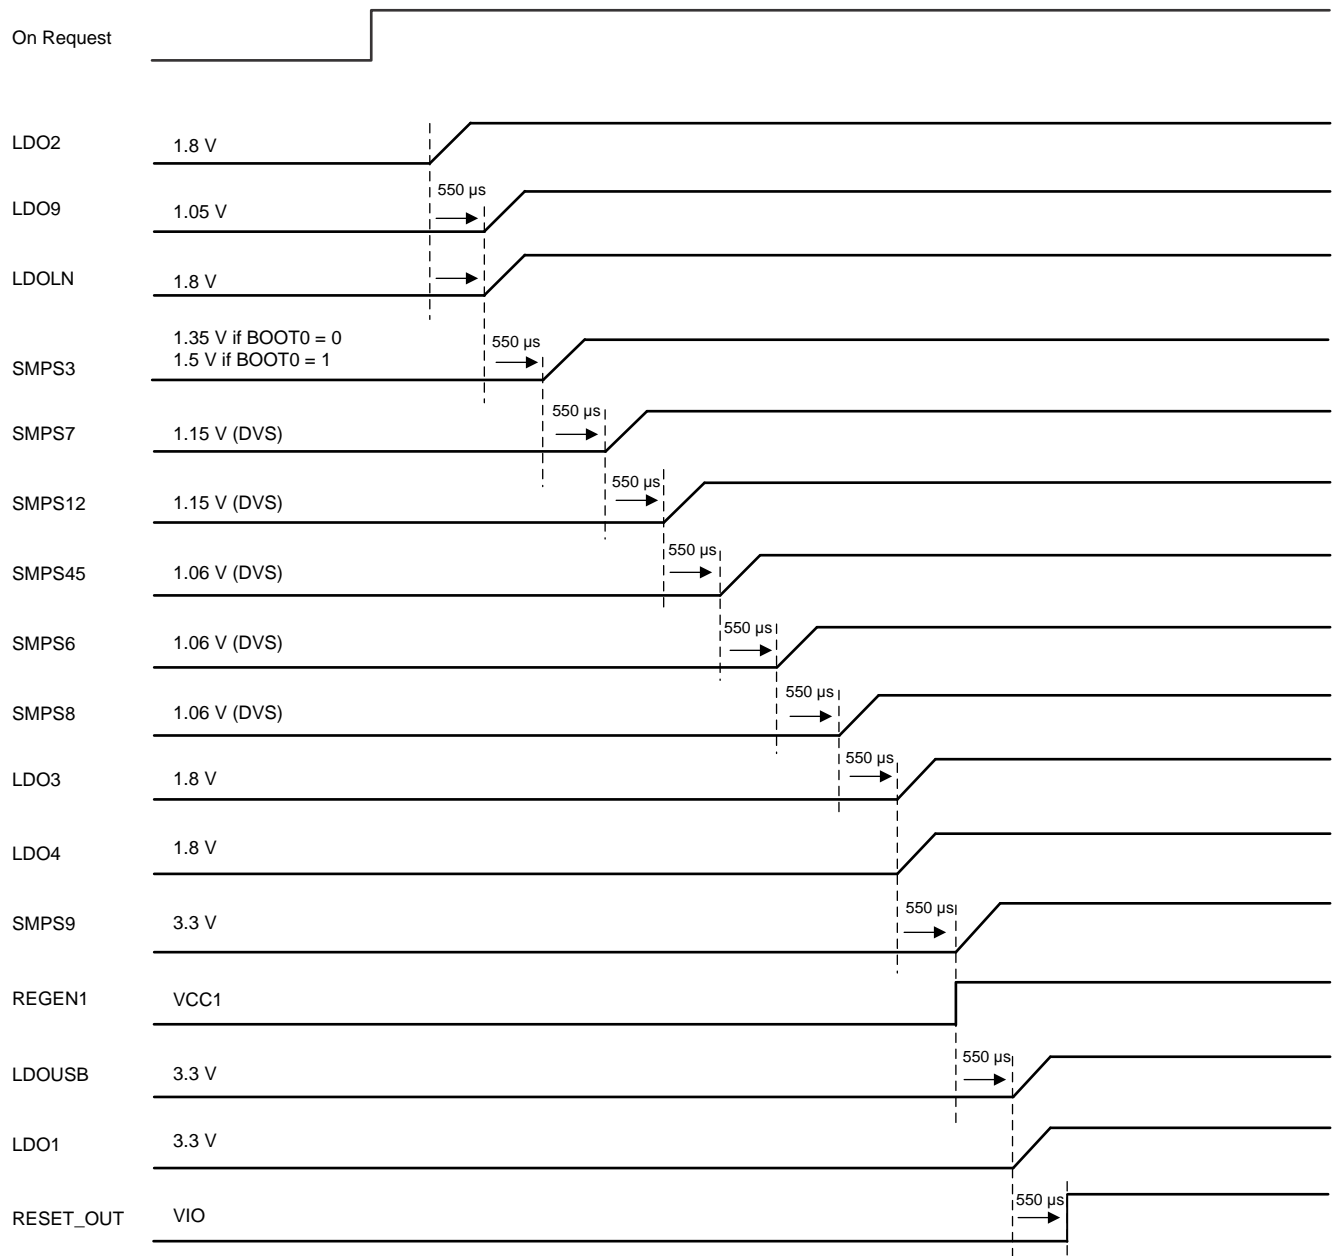 On Request
LDO2
1.8 V
550 µs
LDO9
1.05 V
LDOLN
1.8 V
1.35 V if BOOT0 = 0
1.5 V if BOOT0 = 1
550 µs
SMPS3
550 µs
SMPS7
1.15 V (DVS)
550 µs
SMPS12
1.15 V (DVS)
550 µs
SMPS45
1.06 V (DVS)
550 µs
SMPS6
1.06 V (DVS)
550 µs
SMPS8
1.06 V (DVS)
550 µs
LDO3
1.8 V
LDO4
1.8 V
550 µs
SMPS9
3.3 V
REGEN1
VCC1
550 µs
LDOUSB
3.3 V
LDO1
3.3 V
550 µs
RESET_OUT
VIO